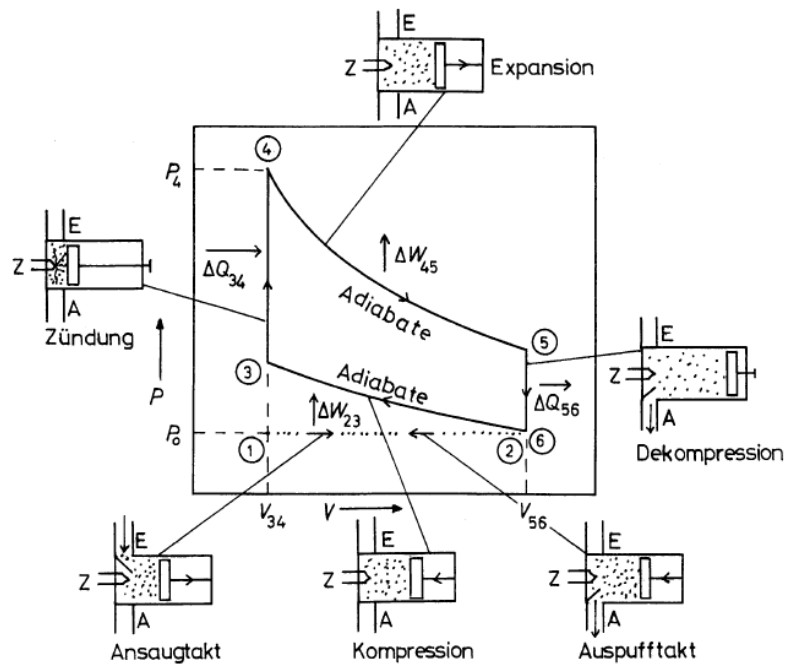 E
Z
Expansion
A
④
P₄
ΔW₄₅
E
ΔQ₃₄
Z
Adiabate
A
Zündung
⑤
E
③
Adiabate
Z
P
ΔQ₅₆
ΔW₂₃
A
P₀
①
②
⑥
Dekompression
V₃₄
V
V₅₆
E
E
E
Z
Z
Z
A
A
A
Ansaugtakt
Kompression
Auspufftakt